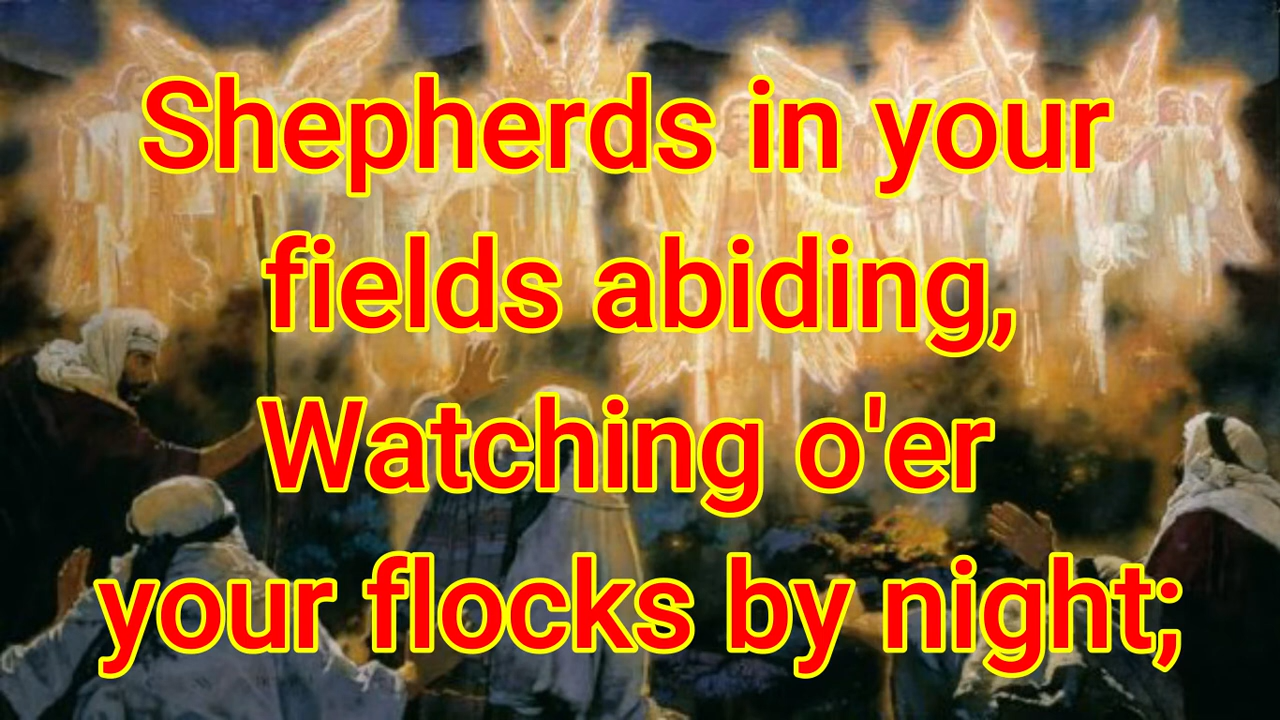 Shepherds in your
fields abiding,
Watching o'er
your flocks by night;